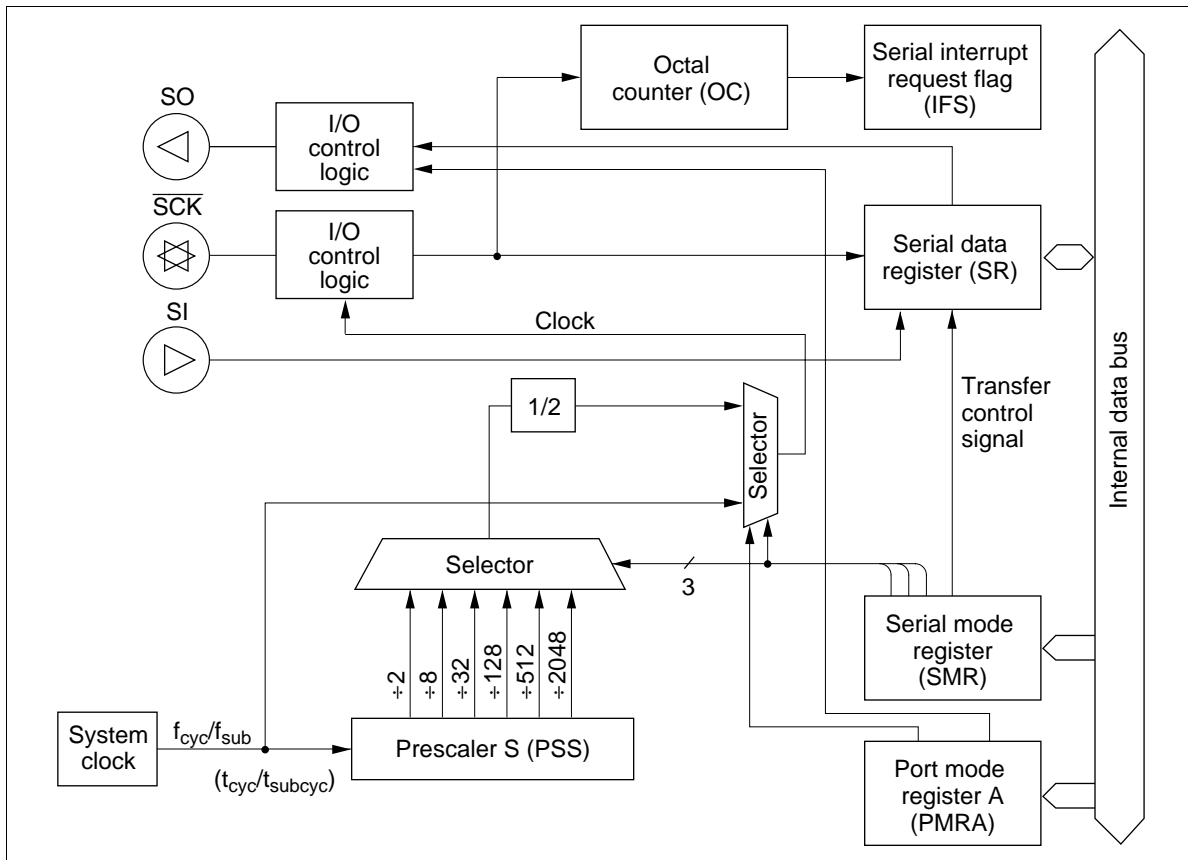 Octal
counter (OC)
Serial interrupt
request flag
(IFS)
SO
I/O
control
logic
SCK
I/O
control
logic
Serial data
register (SR)
SI
Clock
Transfer
control
signal
Internal data bus
1/2
Selector
Selector
3
÷2
÷8
÷32
÷128
÷512
÷2048
Serial mode
register
(SMR)
System
clock
fcyc/fsub
(tcyc/tsubcyc)
Prescaler S (PSS)
Port mode
register A
(PMRA)